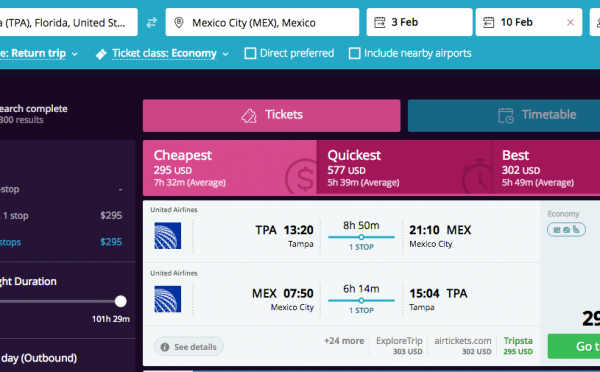 (TPA), Florida, United St...
Mexico City (MEX), Mexico
3 Feb
10 Feb
Return trip
Ticket class: Economy
Direct preferred
Include nearby airports
earch complete
300 results
Tickets
Timetable
Cheapest
295 USD
7h 32m (Average)
Quickest
577 USD
5h 39m (Average)
Best
302 USD
5h 49m (Average)
-stop -
1 stop $295
stops $295
ght Duration
101h 29m
day (Outbound)
United Airlines
TPA 13:20
Tampa
8h 50m
1 STOP
21:10 MEX
Mexico City
United Airlines
MEX 07:50
Mexico City
6h 14m
1 STOP
15:04 TPA
Tampa
See details
+24 more
ExploreTrip
303 USD
airtickets.com
302 USD
Tripsta
295 USD
Economy
29
Go t